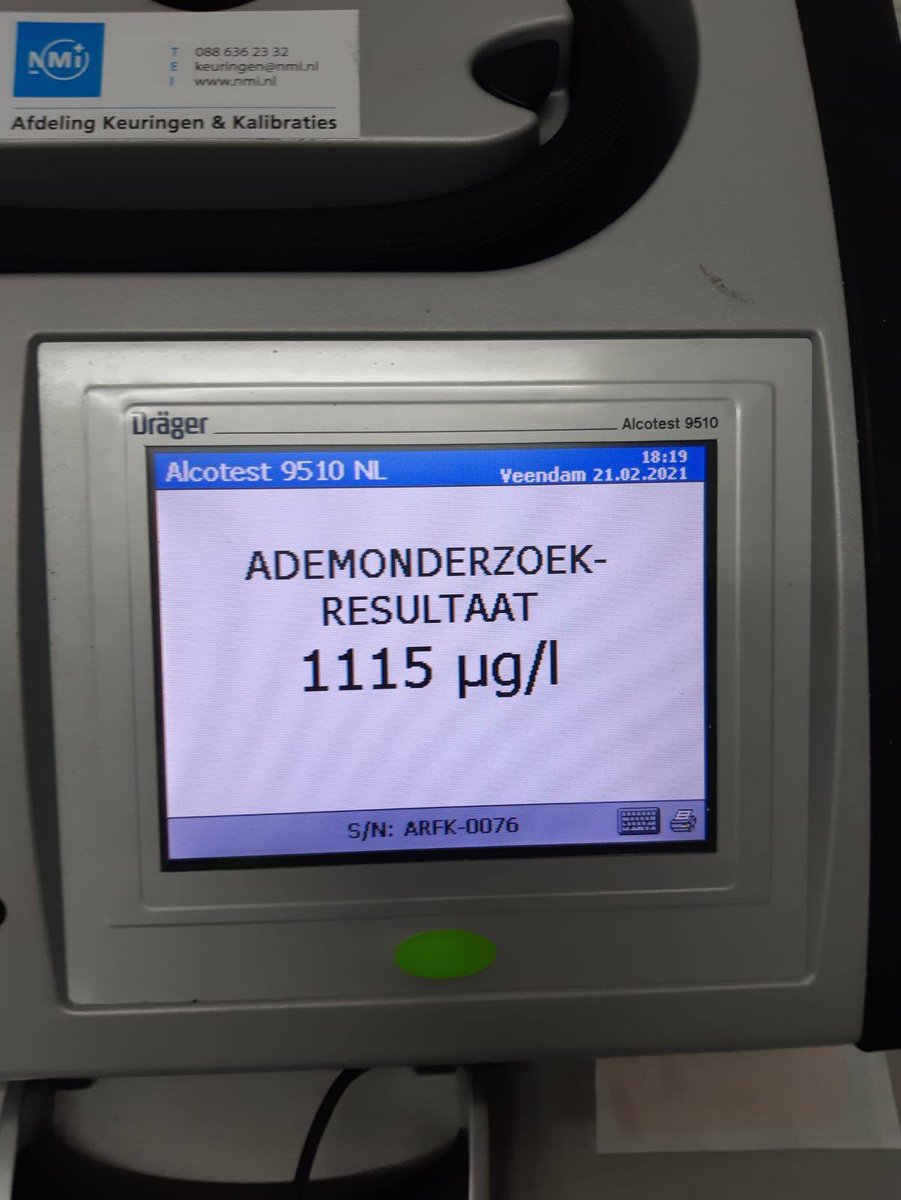 NMi
T 088 636 23 32
E keuringen@nmi.nl
I www.nmi.nl
Afdeling Keuringen & Kalibraties
Dräger
Alcotest 9510
Alcotest 9510 NL
18:19
Veendam 21.02.2021
ADEMONDERZOEK-
RESULTAAT
1115 µg/l
S/N: ARFK-0076